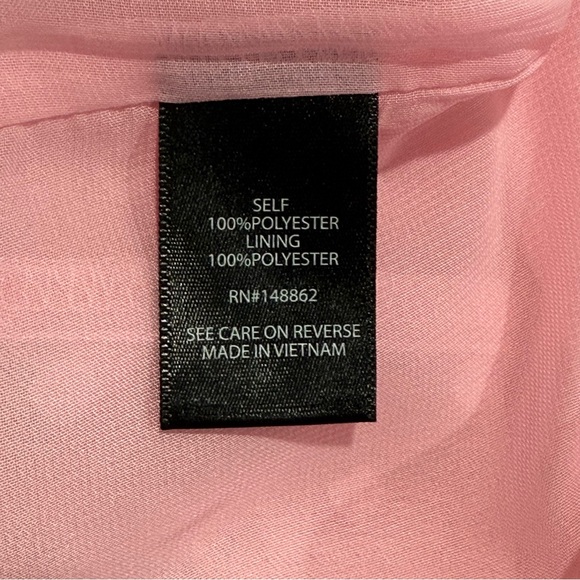 SELF
100%POLYESTER
LINING
100%POLYESTER
RN#148862
SEE CARE ON REVERSE
MADE IN VIETNAM